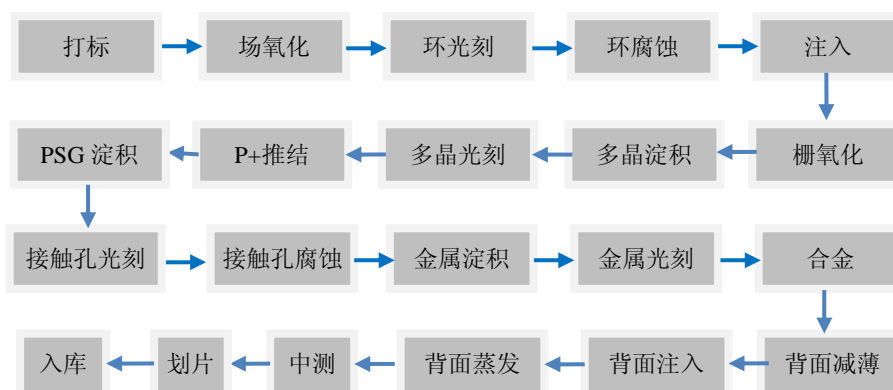 打标 场氧化 环光刻 环腐蚀 注入
PSG 淀积 P+推结 多晶光刻 多晶淀积 栅氧化
接触孔光刻 接触孔腐蚀 金属淀积 金属光刻 合金
入库 划片 中测 背面蒸发 背面注入 背面减薄